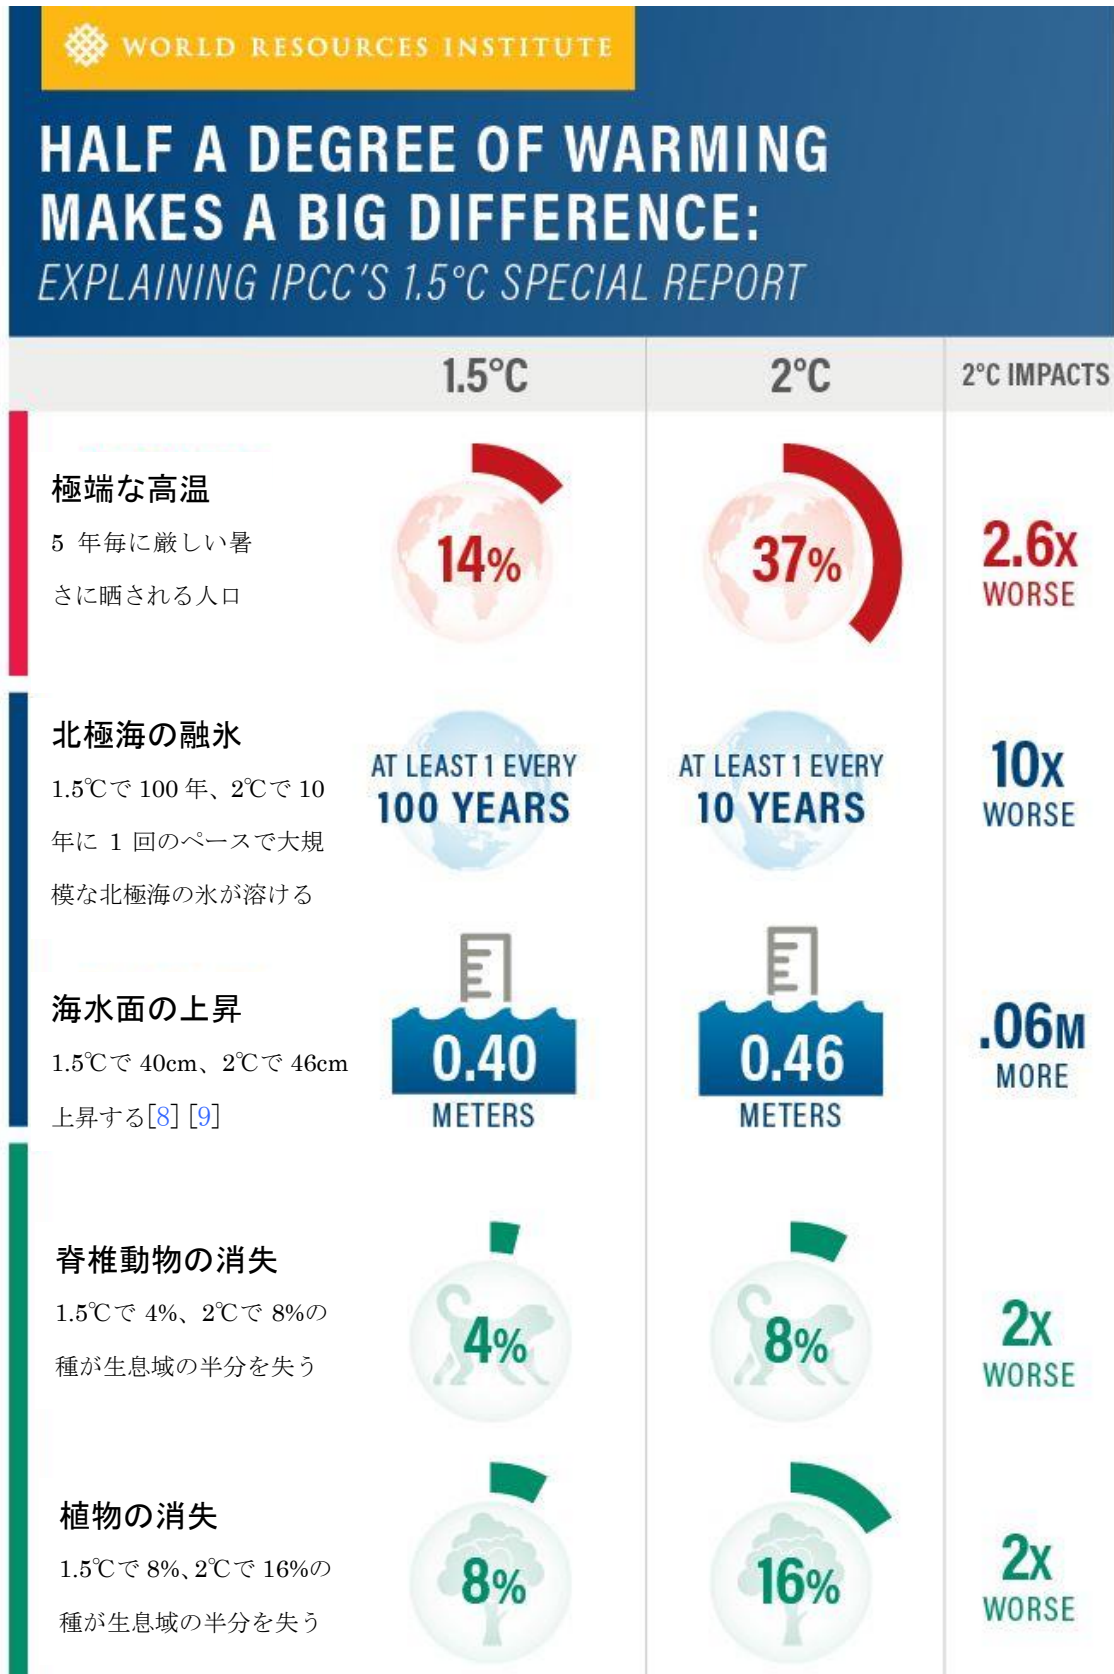 WORLD RESOURCES INSTITUTE
HALF A DEGREE OF WARMING
MAKES A BIG DIFFERENCE:
EXPLAINING IPCC'S 1.5°C SPECIAL REPORT
1.5°C
2°C
2°C IMPACTS
極端な高温
5 年毎に厳しい暑
さに晒される人口
14%
37%
2.6X
WORSE
北極海の融氷
1.5℃で 100 年、2℃で 10
年に 1 回のペースで大規
模な北極海の氷が溶ける
AT LEAST 1 EVERY
100 YEARS
AT LEAST 1 EVERY
10 YEARS
10X
WORSE
海水面の上昇
1.5℃で 40cm、2℃で 46cm
上昇する[8] [9]
0.40
METERS
0.46
METERS
.06M
MORE
脊椎動物の消失
1.5℃で 4%、2℃で 8%の
種が生息域の半分を失う
4%
8%
2X
WORSE
植物の消失
1.5℃で 8%、2℃で 16%の
種が生息域の半分を失う
8%
16%
2X
WORSE